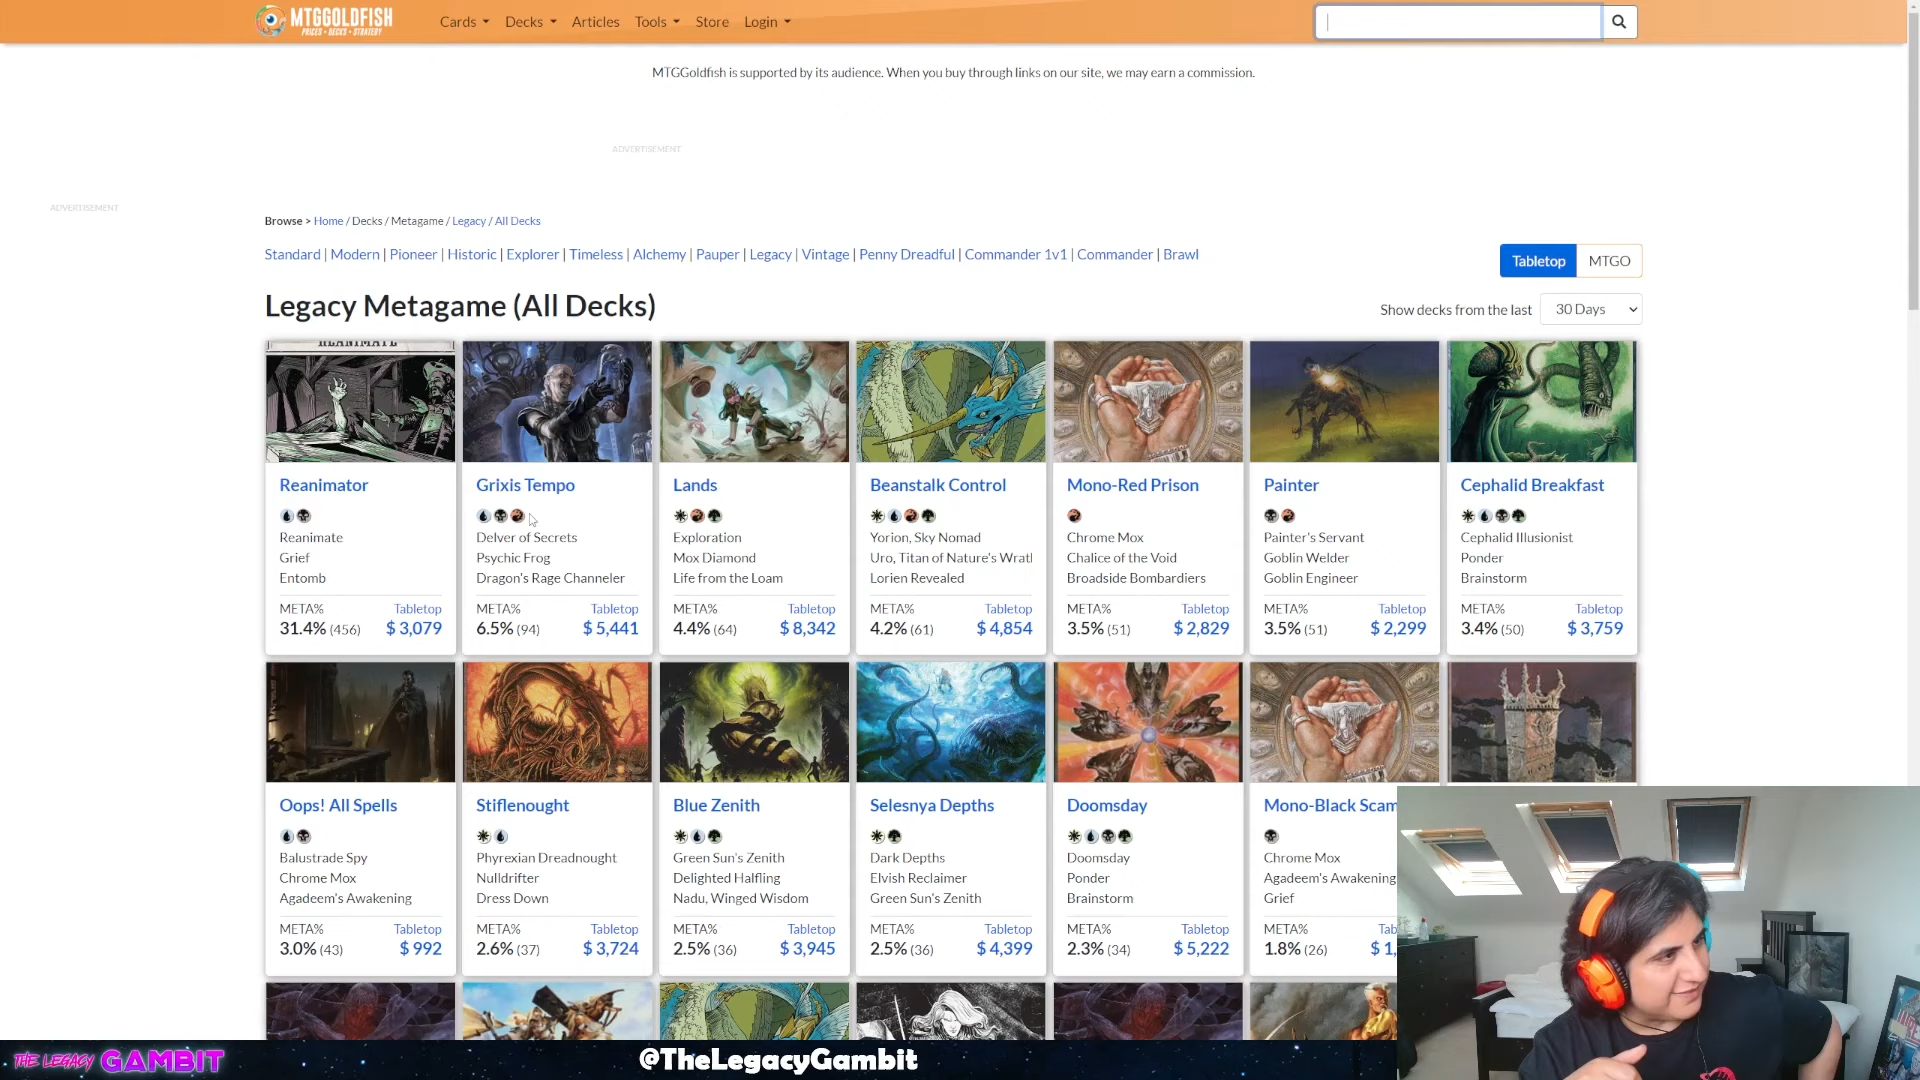 MTGGOLDFISH
PRICES • DECKS • STRATEGY
Cards Decks Articles Tools Store Login
MTGGoldfish is supported by its audience. When you buy through links on our site, we may earn a commission.
ADVERTISEMENT
ADVERTISEMENT
Browse > Home / Decks / Metagame / Legacy / All Decks
Standard | Modern | Pioneer | Historic | Explorer | Timeless | Alchemy | Pauper | Legacy | Vintage | Penny Dreadful | Commander 1v1 | Commander | Brawl
Tabletop MTGO
Legacy Metagame (All Decks)
Show decks from the last 30 Days
REANIMATE
Reanimator
Reanimate
Grief
Entomb
META% Tabletop
31.4% (456) $ 3,079
Grixis Tempo
Delver of Secrets
Psychic Frog
Dragon's Rage Channeler
META% Tabletop
6.5% (94) $ 5,441
Lands
Exploration
Mox Diamond
Life from the Loam
META% Tabletop
4.4% (64) $ 8,342
Beanstalk Control
Yorion, Sky Nomad
Uro, Titan of Nature's Wrat
Lorien Revealed
META% Tabletop
4.2% (61) $ 4,854
Mono-Red Prison
Chrome Mox
Chalice of the Void
Broadside Bombardiers
META% Tabletop
3.5% (51) $ 2,829
Painter
Painter's Servant
Goblin Welder
Goblin Engineer
META% Tabletop
3.5% (51) $ 2,299
Cephalid Breakfast
Cephalid Illusionist
Ponder
Brainstorm
META% Tabletop
3.4% (50) $ 3,759
Oops! All Spells
Balustrade Spy
Chrome Mox
Agadeem's Awakening
META% Tabletop
3.0% (43) $ 992
Stiflenought
Phyrexian Dreadnought
Nulldrifter
Dress Down
META% Tabletop
2.6% (37) $ 3,724
Blue Zenith
Green Sun's Zenith
Delighted Halfling
Nadu, Winged Wisdom
META% Tabletop
2.5% (36) $ 3,945
Selesnya Depths
Dark Depths
Elvish Reclaimer
Green Sun's Zenith
META% Tabletop
2.5% (36) $ 4,399
Doomsday
Doomsday
Ponder
Brainstorm
META% Tabletop
2.3% (34) $ 5,222
Mono-Black Scam
Chrome Mox
Agadeem's Awakening
Grief
META% Tab
1.8% (26) $ 1,
THE LEGACY GAMBIT
@TheLegacyGambit